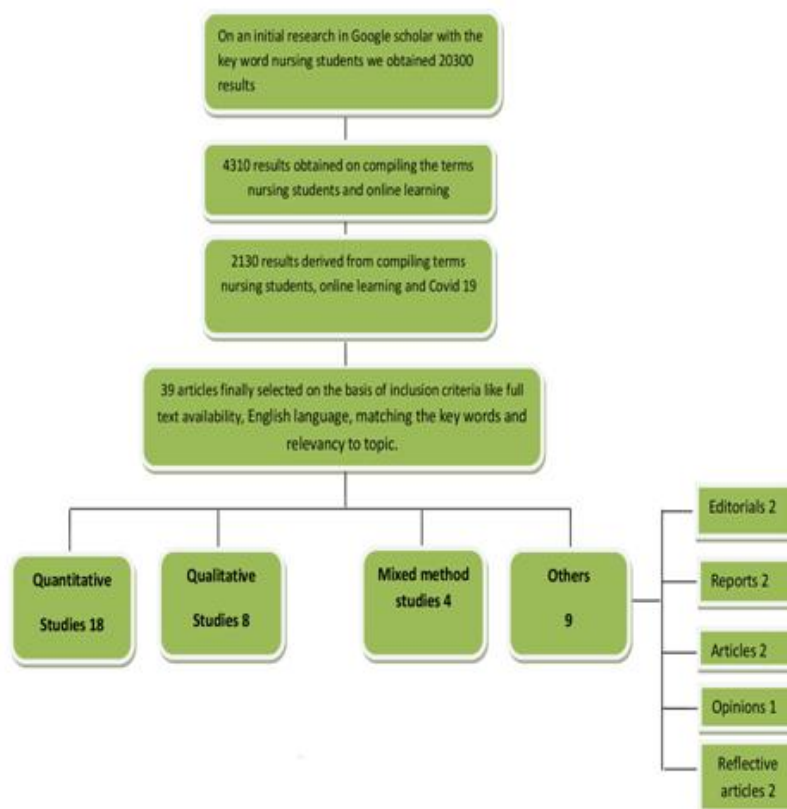 On an initial research in Google scholar with the
key word nursing students we obtained 20300
results
4310 results obtained on compiling the terms
nursing students and online learning
2130 results derived from compiling terms
nursing students, online learning and Covid 19
39 articles finally selected on the basis of inclusion criteria like full
text availability, English language, matching the key words and
relevancy to topic.
Quantitative
Studies 18
Qualitative
Studies 8
Mixed method
studies 4
Others
9
Editorials 2
Reports 2
Articles 2
Opinions 1
Reflective
articles 2